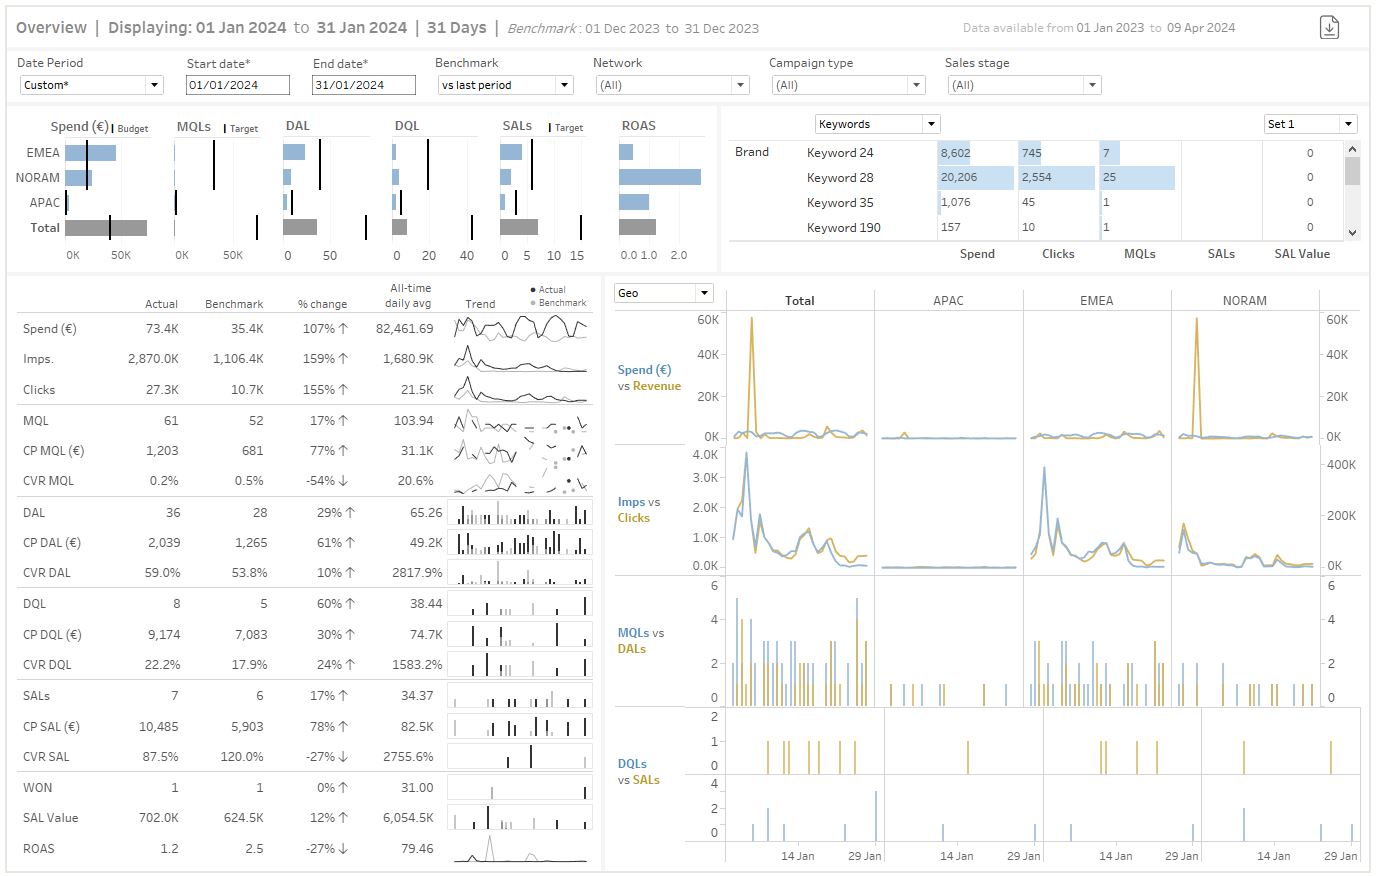 Overview | Displaying: 01 Jan 2024 to 31 Jan 2024 | 31 Days | Benchmark : 01 Dec 2023 to 31 Dec 2023
Data available from 01 Jan 2023 to 09 Apr 2024
Date Period Start date* End date* Benchmark Network Campaign type Sales stage
Custom* 01/01/2024 31/01/2024 vs last period (All) (All) (All)
Spend (€) | Budget MQLs | Target DAL DQL SALs | Target ROAS
EMEA
NORAM
APAC
Total
0K 50K 0K 50K 0 50 0 20 40 0 5 10 15 0.0 1.0 2.0
Keywords Set 1
Brand Keyword 24 8,602 745 7 0
Keyword 28 20,206 2,554 25 0
Keyword 35 1,076 45 1 0
Keyword 190 157 10 1 0
Spend Clicks MQLs SALs SAL Value
Actual Benchmark % change All-time daily avg Trend Actual Benchmark
Spend (€) 73.4K 35.4K 107% ↑ 82,461.69
Imps. 2,870.0K 1,106.4K 159% ↑ 1,680.9K
Clicks 27.3K 10.7K 155% ↑ 21.5K
MQL 61 52 17% ↑ 103.94
CP MQL (€) 1,203 681 77% ↑ 31.1K
CVR MQL 0.2% 0.5% -54% ↓ 20.6%
DAL 36 28 29% ↑ 65.26
CP DAL (€) 2,039 1,265 61% ↑ 49.2K
CVR DAL 59.0% 53.8% 10% ↑ 2817.9%
DQL 8 5 60% ↑ 38.44
CP DQL (€) 9,174 7,083 30% ↑ 74.7K
CVR DQL 22.2% 17.9% 24% ↑ 1583.2%
SALs 7 6 17% ↑ 34.37
CP SAL (€) 10,485 5,903 78% ↑ 82.5K
CVR SAL 87.5% 120.0% -27% ↓ 2755.6%
WON 1 1 0% ↑ 31.00
SAL Value 702.0K 624.5K 12% ↑ 6,054.5K
ROAS 1.2 2.5 -27% ↓ 79.46
Geo Total APAC EMEA NORAM
60K 60K
40K 40K
Spend (€)
vs Revenue
20K 20K
0K 0K
4.0K 400K
3.0K
Imps vs
Clicks
2.0K 200K
1.0K
0.0K 0K
6 6
4 4
MQLs vs
DALs
2 2
0 0
2
1
DQLs
vs SALs
0
4
2
0
14 Jan 29 Jan 14 Jan 29 Jan 14 Jan 29 Jan 14 Jan 29 Jan